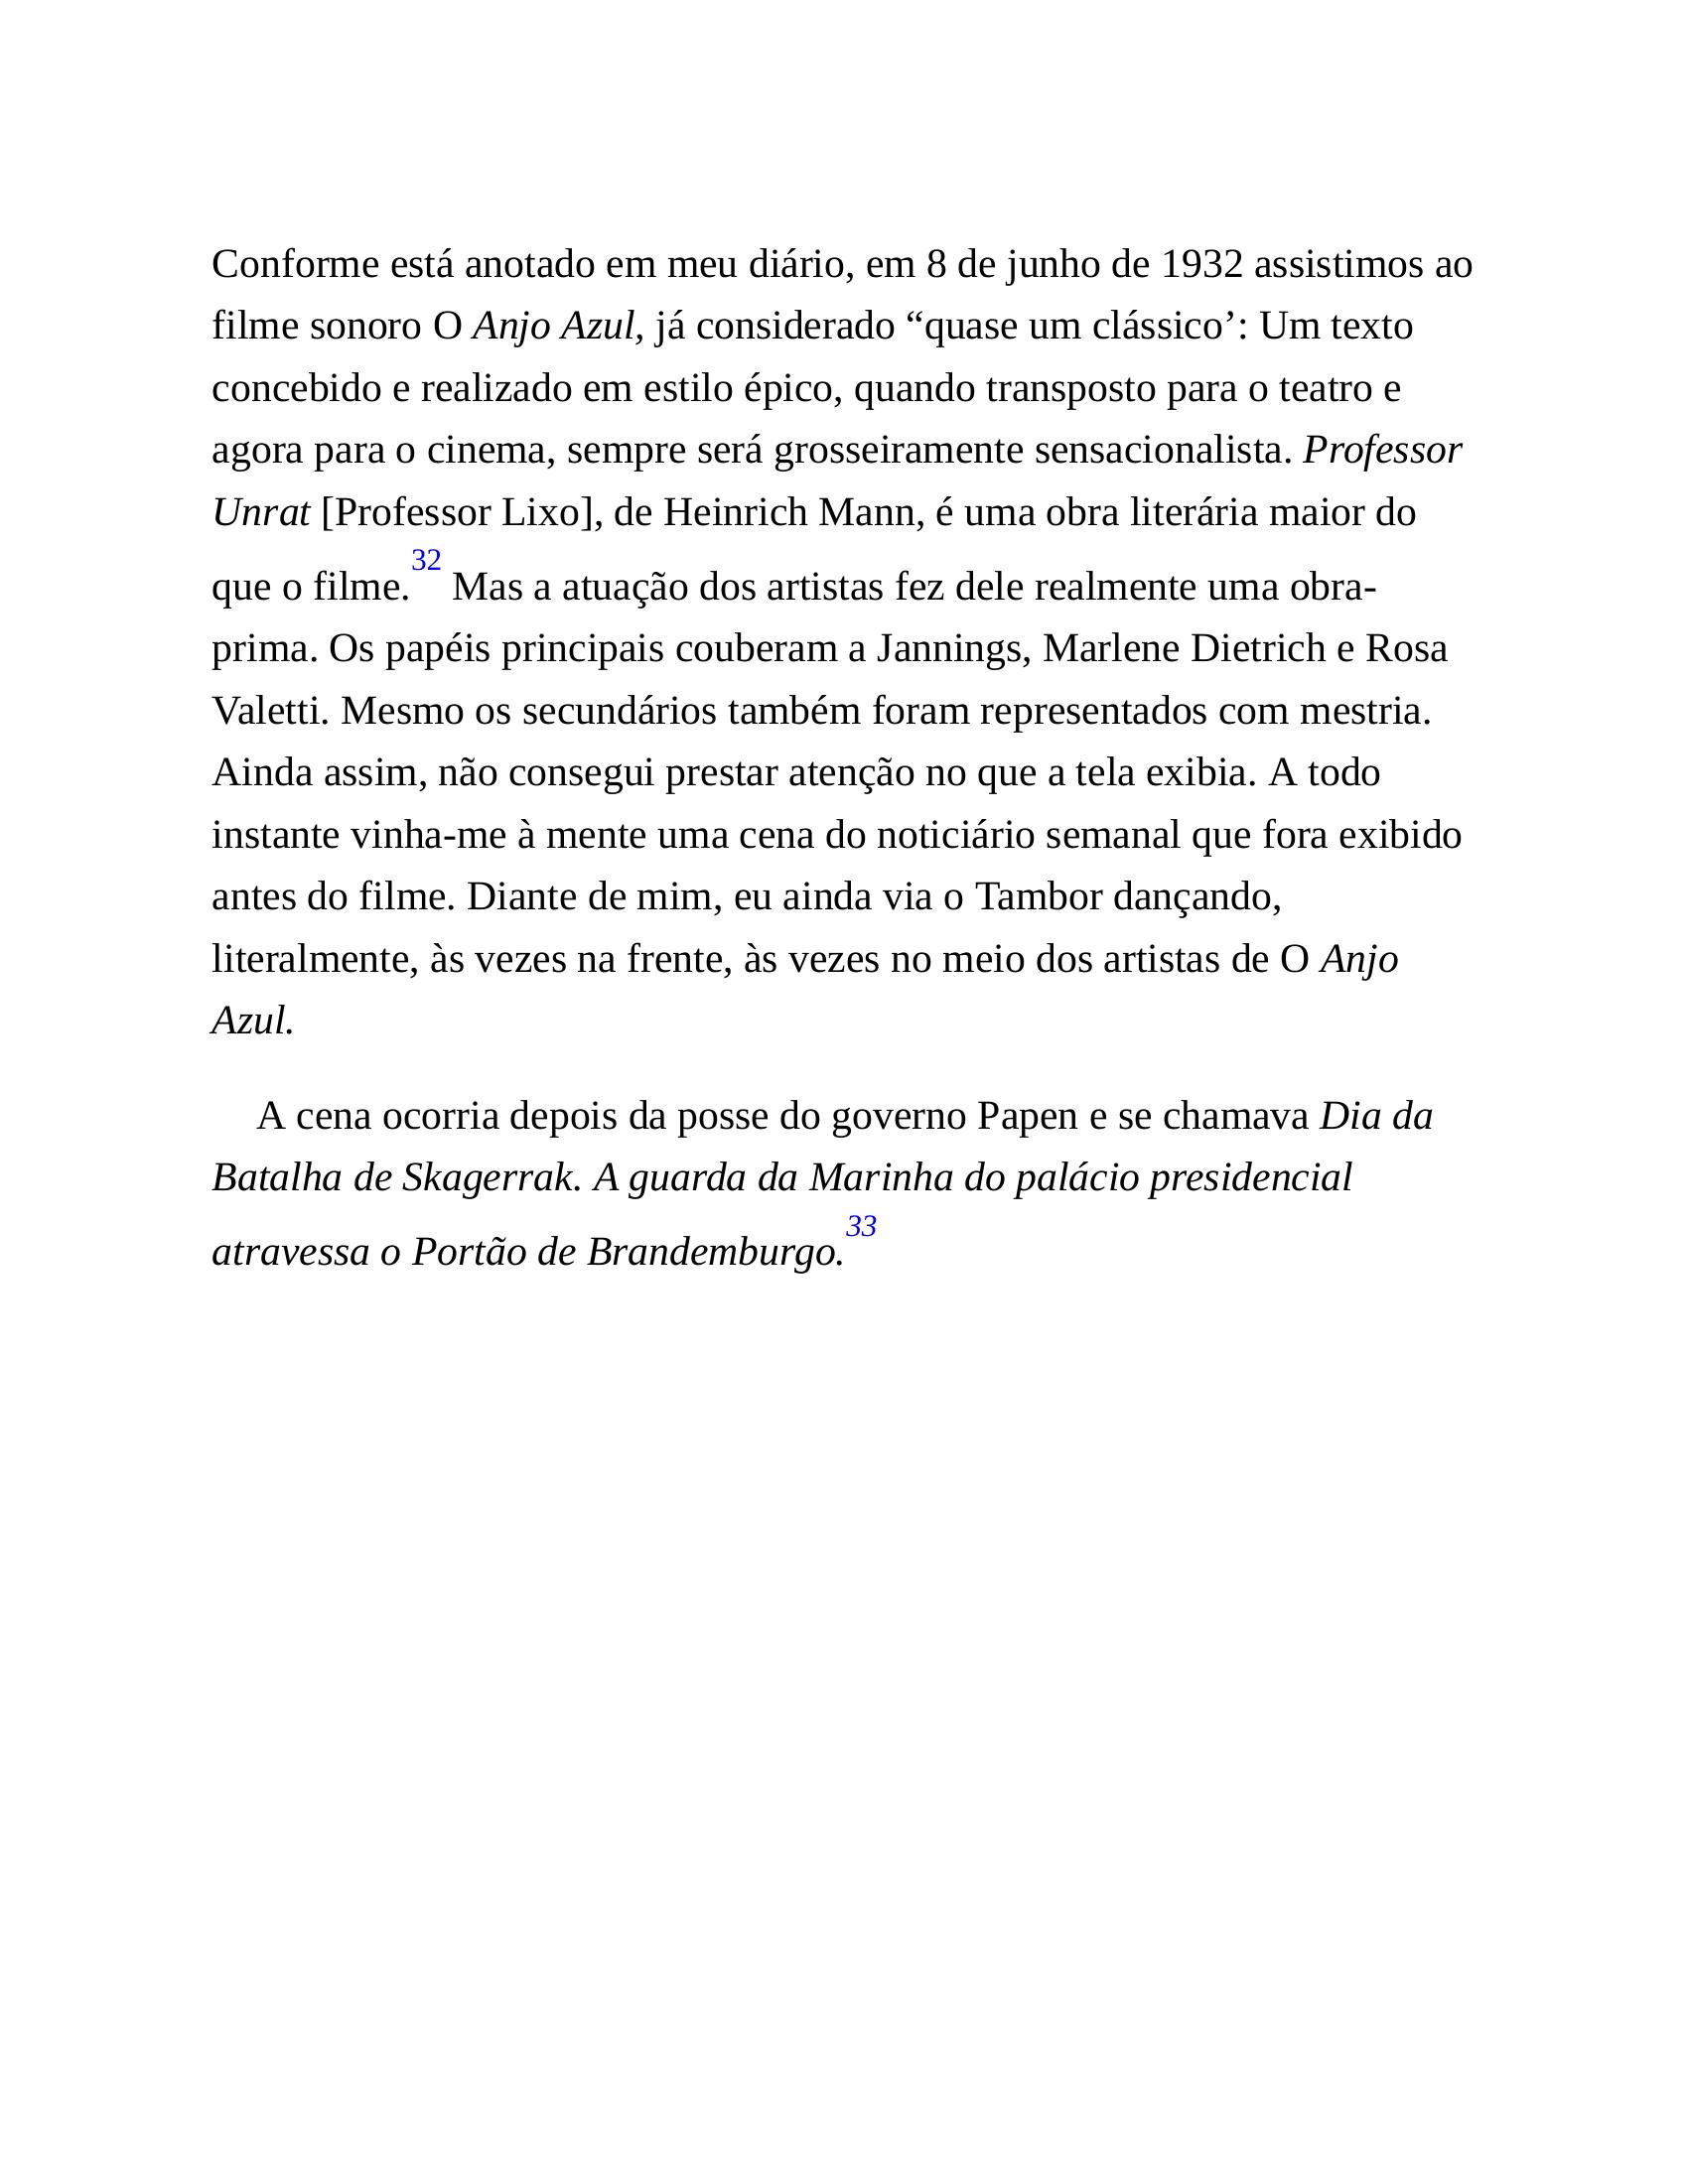 Conforme está anotado em meu diário, em 8 de junho de 1932 assistimos ao
filme sonoro O Anjo Azul, já considerado “quase um clássico’: Um texto
concebido e realizado em estilo épico, quando transposto para o teatro e
agora para o cinema, sempre será grosseiramente sensacionalista. Professor
Unrat [Professor Lixo], de Heinrich Mann, é uma obra literária maior do
que o filme.32 Mas a atuação dos artistas fez dele realmente uma obra-
prima. Os papéis principais couberam a Jannings, Marlene Dietrich e Rosa
Valetti. Mesmo os secundários também foram representados com mestria.
Ainda assim, não consegui prestar atenção no que a tela exibia. A todo
instante vinha-me à mente uma cena do noticiário semanal que fora exibido
antes do filme. Diante de mim, eu ainda via o Tambor dançando,
literalmente, às vezes na frente, às vezes no meio dos artistas de O Anjo
Azul.
A cena ocorria depois da posse do governo Papen e se chamava Dia da
Batalha de Skagerrak. A guarda da Marinha do palácio presidencial
atravessa o Portão de Brandemburgo.33